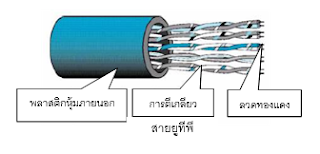 พลาสติกหุ้มภายนอก
การตีเกลียว
ลวดทองแดง
สายยูทีพี